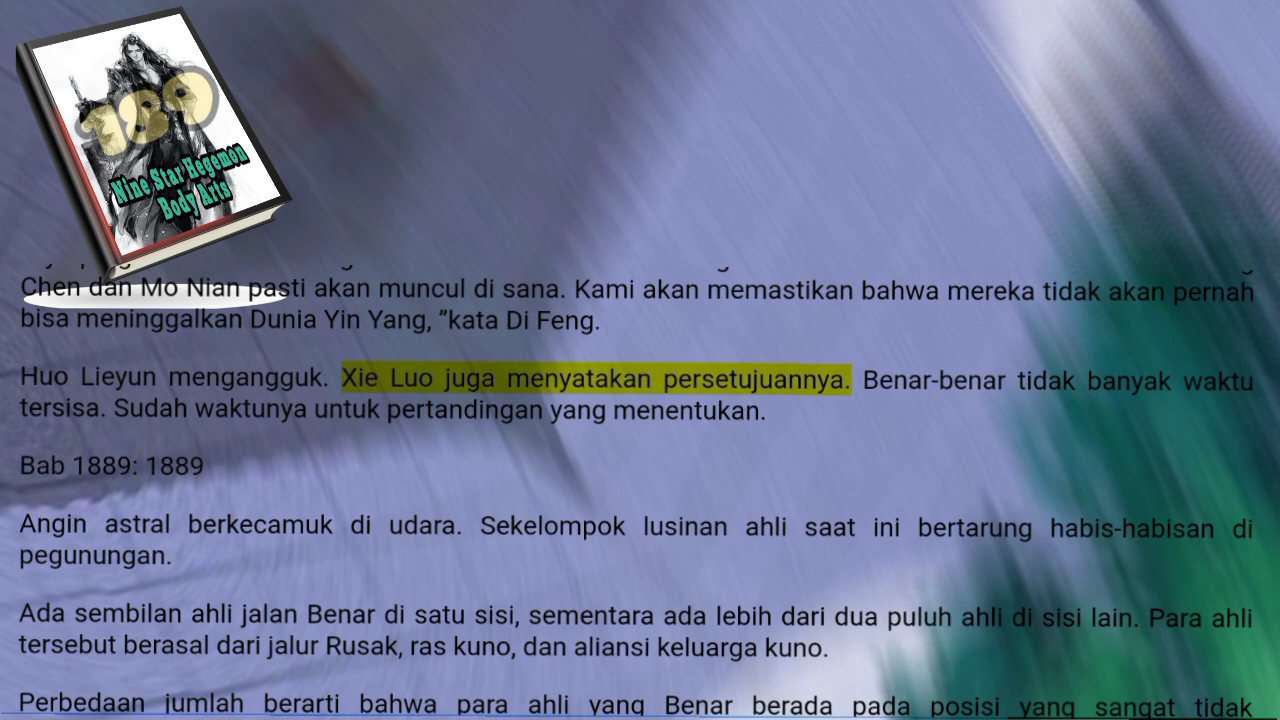 189
Nine Star Hegemon
Body Arts
Chen dan Mo Nian pasti akan muncul di sana. Kami akan memastikan bahwa mereka tidak akan pernah
bisa meninggalkan Dunia Yin Yang, ”kata Di Feng.
Huo Lieyun mengangguk. Xie Luo juga menyatakan persetujuannya. Benar-benar tidak banyak waktu
tersisa. Sudah waktunya untuk pertandingan yang menentukan.
Bab 1889: 1889
Angin astral berkecamuk di udara. Sekelompok lusinan ahli saat ini bertarung habis-habisan di
pegunungan.
Ada sembilan ahli jalan Benar di satu sisi, sementara ada lebih dari dua puluh ahli di sisi lain. Para ahli
tersebut berasal dari jalur Rusak, ras kuno, dan aliansi keluarga kuno.
Perbedaan jumlah berarti bahwa para ahli yang Benar berada pada posisi yang sangat tidak